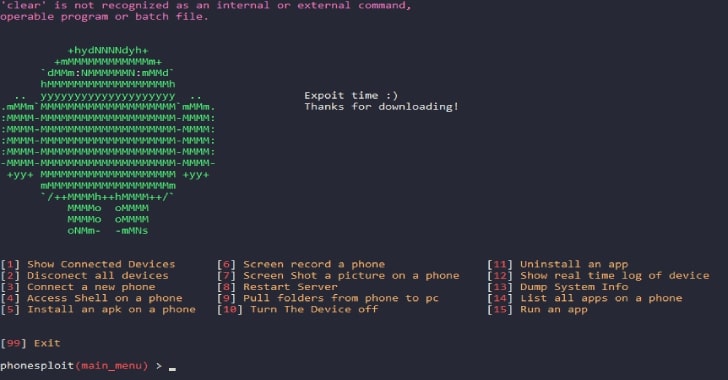 'clear' is not recognized as an internal or external command,
operable program or batch file.
+hydNNNNdyh+
+mMMMMMMMMMMMMm+
`dMMm:NMMMMMMN:mMMd`
hMMMMMMMMMMMMMMMMMMh
.. yyyyyyyyyyyyyyyyyyyy ..
.mMMm`MMMMMMMMMMMMMMMMMMMM`mMMm.
:MMMM-MMMMMMMMMMMMMMMMMMMM-MMMM:
:MMMM-MMMMMMMMMMMMMMMMMMMM-MMMM:
:MMMM-MMMMMMMMMMMMMMMMMMMM-MMMM:
:MMMM-MMMMMMMMMMMMMMMMMMMM-MMMM:
-MMMM-MMMMMMMMMMMMMMMMMMMM-MMMM-
+yy+ MMMMMMMMMMMMMMMMMMMM +yy+
mMMMMMMMMMMMMMMMMMMm
`/++MMMMh++hMMMM++/`
MMMMo oMMMM
MMMMo oMMMM
oNMm- -mMNs
Expoit time :)
Thanks for downloading!
[1] Show Connected Devices [6] Screen record a phone [11] Uninstall an app
[2] Disconect all devices [7] Screen Shot a picture on a phone [12] Show real time log of device
[3] Connect a new phone [8] Restart Server [13] Dump System Info
[4] Access Shell on a phone [9] Pull folders from phone to pc [14] List all apps on a phone
[5] Install an apk on a phone [10] Turn The Device off [15] Run an app
[99] Exit
phonesploit(main_menu) > _